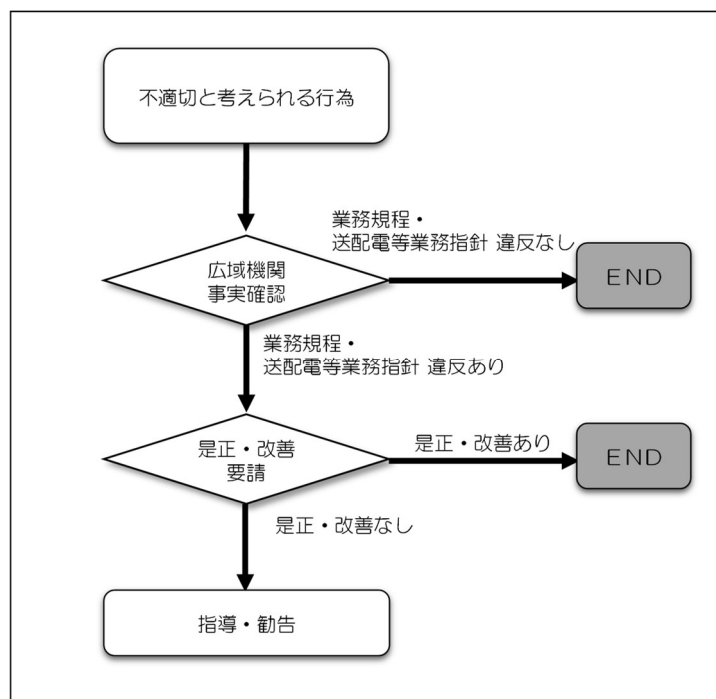 不適切と考えられる行為
業務規程・
送配電等業務指針 違反なし
広域機関
事実確認
END
業務規程・
送配電等業務指針 違反あり
是正・改善
要請
是正・改善あり
END
是正・改善なし
指導・勧告